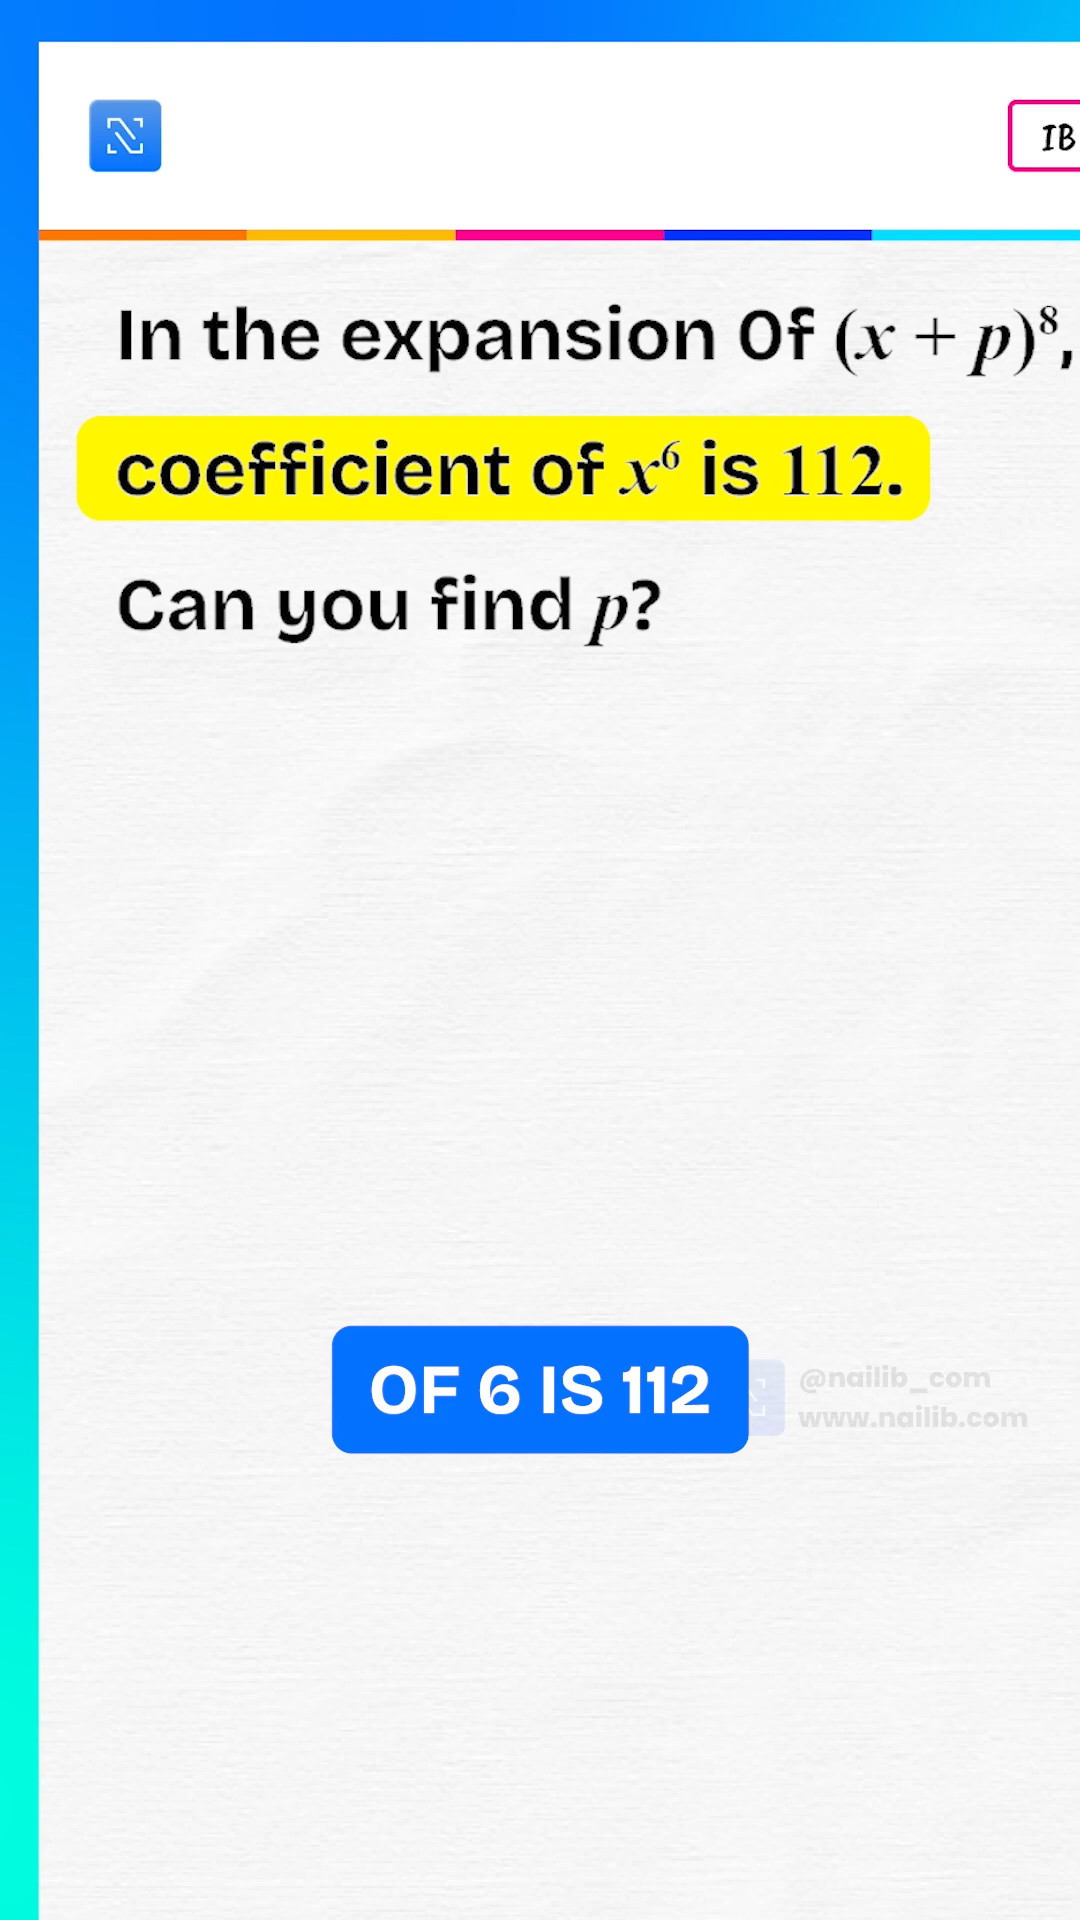 IB
In the expansion Of (x + p)⁸,
coefficient of x⁶ is 112.
Can you find p?
OF 6 IS 112
@nailib_com
www.nailib.com